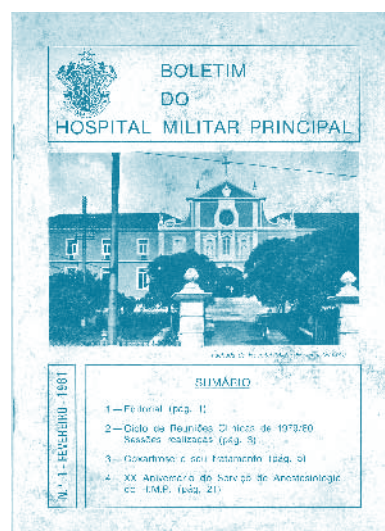 BOLETIM
DO
HOSPITAL MILITAR PRINCIPAL
N.º 1 - FEVEREIRO - 1981
SUMÁRIO
1 — Editorial (pág. 1)
2 — Ciclo de Reuniões Clínicas de 1979/80
Sessões realizadas (pág. 3)
3 — Coxartrose e seu tratamento (pág. 5)
4 — XX Aniversário do Serviço de Anestesiologia
do H.M.P. (pág. 21)